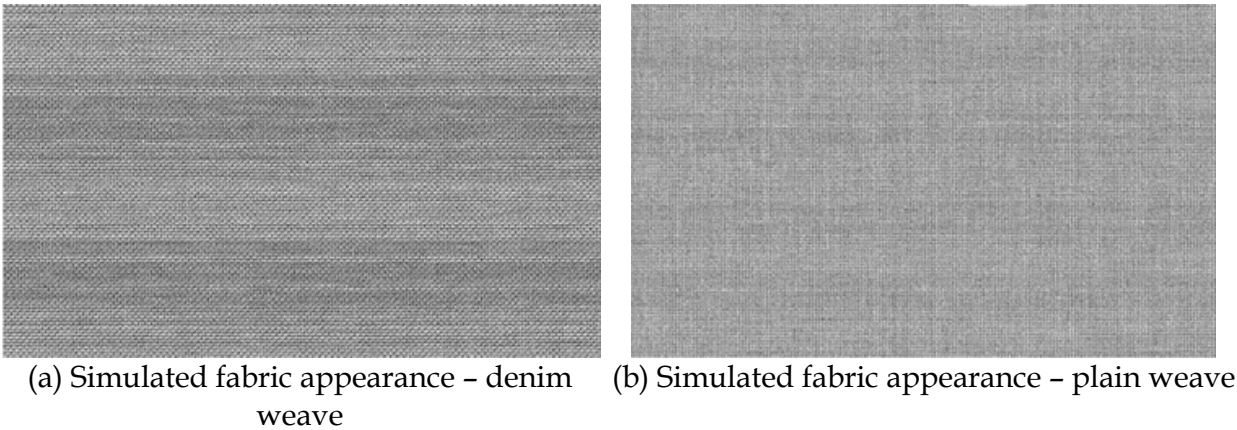 (a) Simulated fabric appearance – denim
weave
(b) Simulated fabric appearance – plain weave